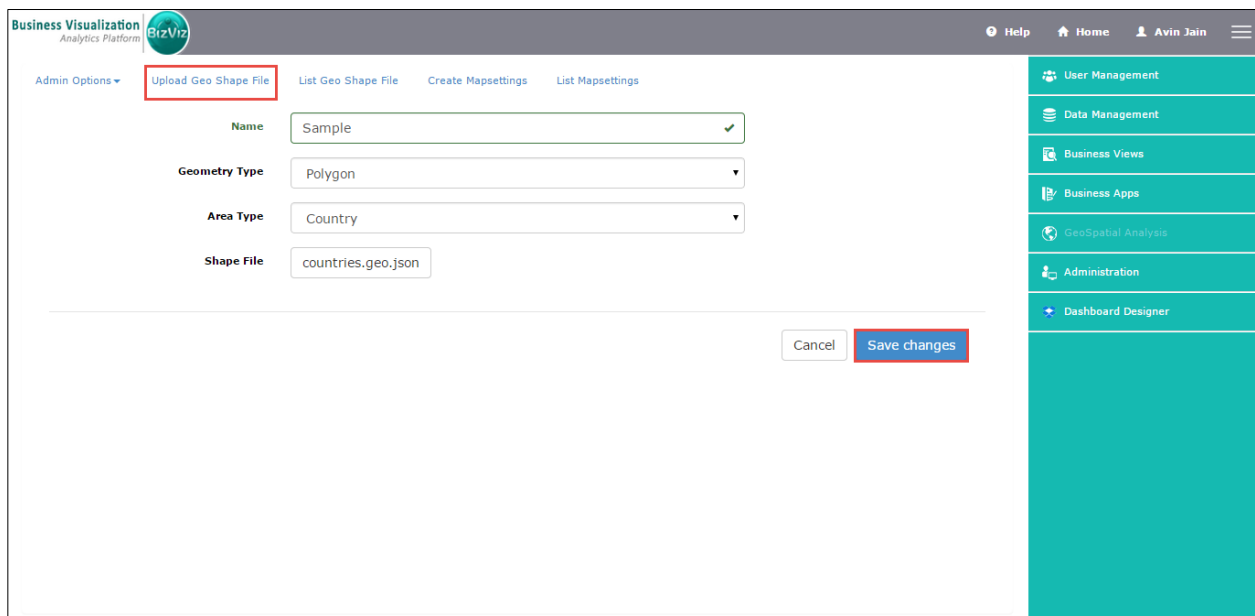 Business Visualization
Analytics Platform
BizViz
Help
Home
Avin Jain
Admin Options
Upload Geo Shape File
List Geo Shape File
Create Mapsettings
List Mapsettings
Name
Sample
Geometry Type
Polygon
Area Type
Country
Shape File
countries.geo.json
Cancel
Save changes
User Management
Data Management
Business Views
Business Apps
GeoSpatial Analysis
Administration
Dashboard Designer